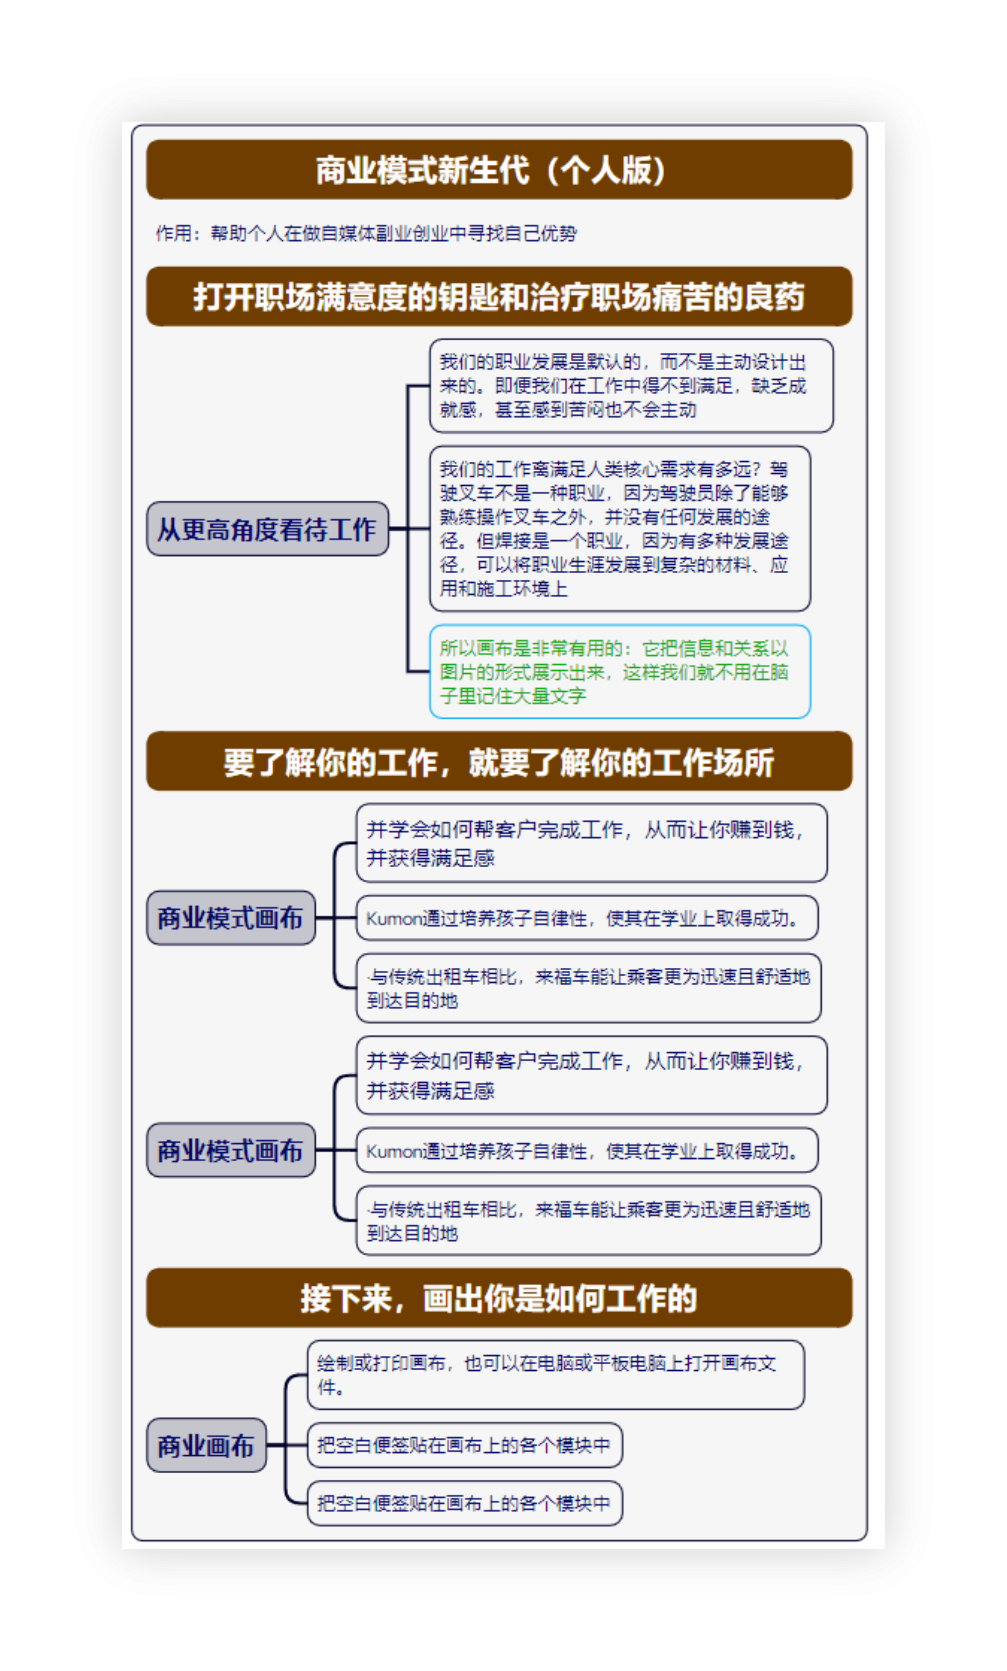 商业模式新生代（个人版）
作用：帮助个人在做自媒体副业创业中寻找自己优势
打开职场满意度的钥匙和治疗职场痛苦的良药
我们的职业发展是默认的，而不是主动设计出
来的。即便我们在工作中得不到满足，缺乏成
就感，甚至感到苦闷也不会主动
从更高角度看待工作
我们的工作离满足人类核心需求有多远？驾
驶叉车不是一种职业，因为驾驶员除了能够
熟练操作叉车之外，并没有任何发展的途
径。但焊接是一个职业，因为有多种发展途
径，可以将职业生涯发展到复杂的材料、应
用和施工环境上
所以画布是非常有用的：它把信息和关系以
图片的形式展示出来，这样我们就不用在脑
子里记住大量文字
要了解你的工作，就要了解你的工作场所
并学会如何帮客户完成工作，从而让你赚到钱，
并获得满足感
商业模式画布
Kumon通过培养孩子自律性，使其在学业上取得成功。
·与传统出租车相比，来福车能让乘客更为迅速且舒适地
到达目的地
并学会如何帮客户完成工作，从而让你赚到钱，
并获得满足感
商业模式画布
Kumon通过培养孩子自律性，使其在学业上取得成功。
·与传统出租车相比，来福车能让乘客更为迅速且舒适地
到达目的地
接下来，画出你是如何工作的
绘制或打印画布，也可以在电脑或平板电脑上打开画布文
件。
商业画布
把空白便签贴在画布上的各个模块中
把空白便签贴在画布上的各个模块中